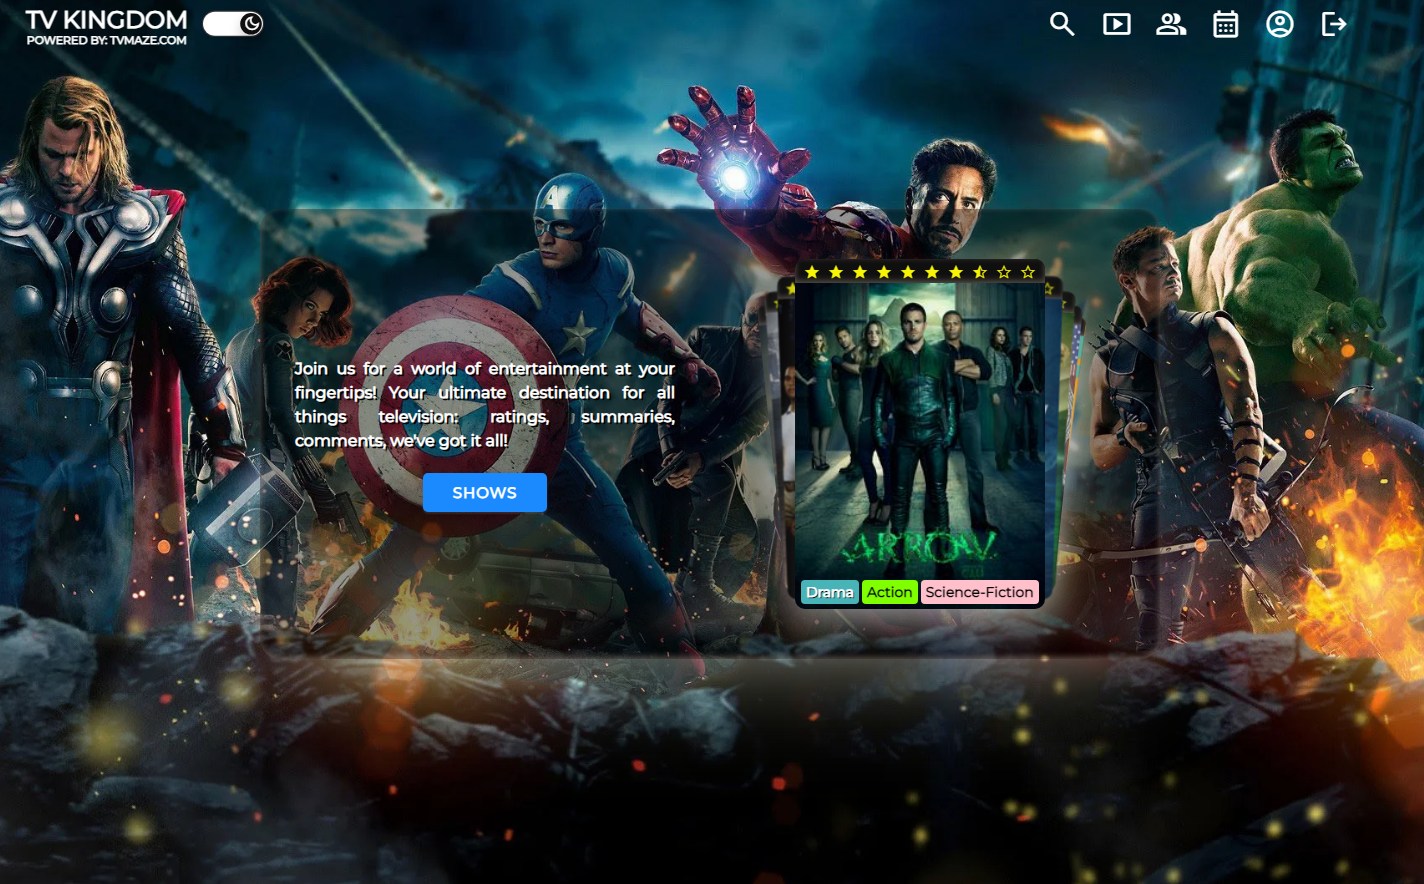 TV KINGDOM
POWERED BY: TVMAZE.COM
A
Join us for a world of entertainment at your
fingertips! Your ultimate destination for all
things television: ratings, summaries,
comments, we've got it all!
SHOWS
ARROW
Drama Action Science-Fiction